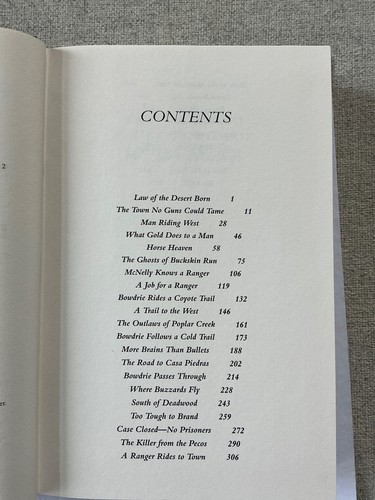 CONTENTS
Law of the Desert Born 1
The Town No Guns Could Tame 11
Man Riding West 28
What Gold Does to a Man 46
Horse Heaven 58
The Ghosts of Buckskin Run 75
McNelly Knows a Ranger 106
A Job for a Ranger 119
Bowdrie Rides a Coyote Trail 132
A Trail to the West 146
The Outlaws of Poplar Creek 161
Bowdrie Follows a Cold Trail 173
More Brains Than Bullets 188
The Road to Casa Piedras 202
Bowdrie Passes Through 214
Where Buzzards Fly 228
South of Deadwood 243
Too Tough to Brand 259
Case Closed—No Prisoners 272
The Killer from the Pecos 290
A Ranger Rides to Town 306